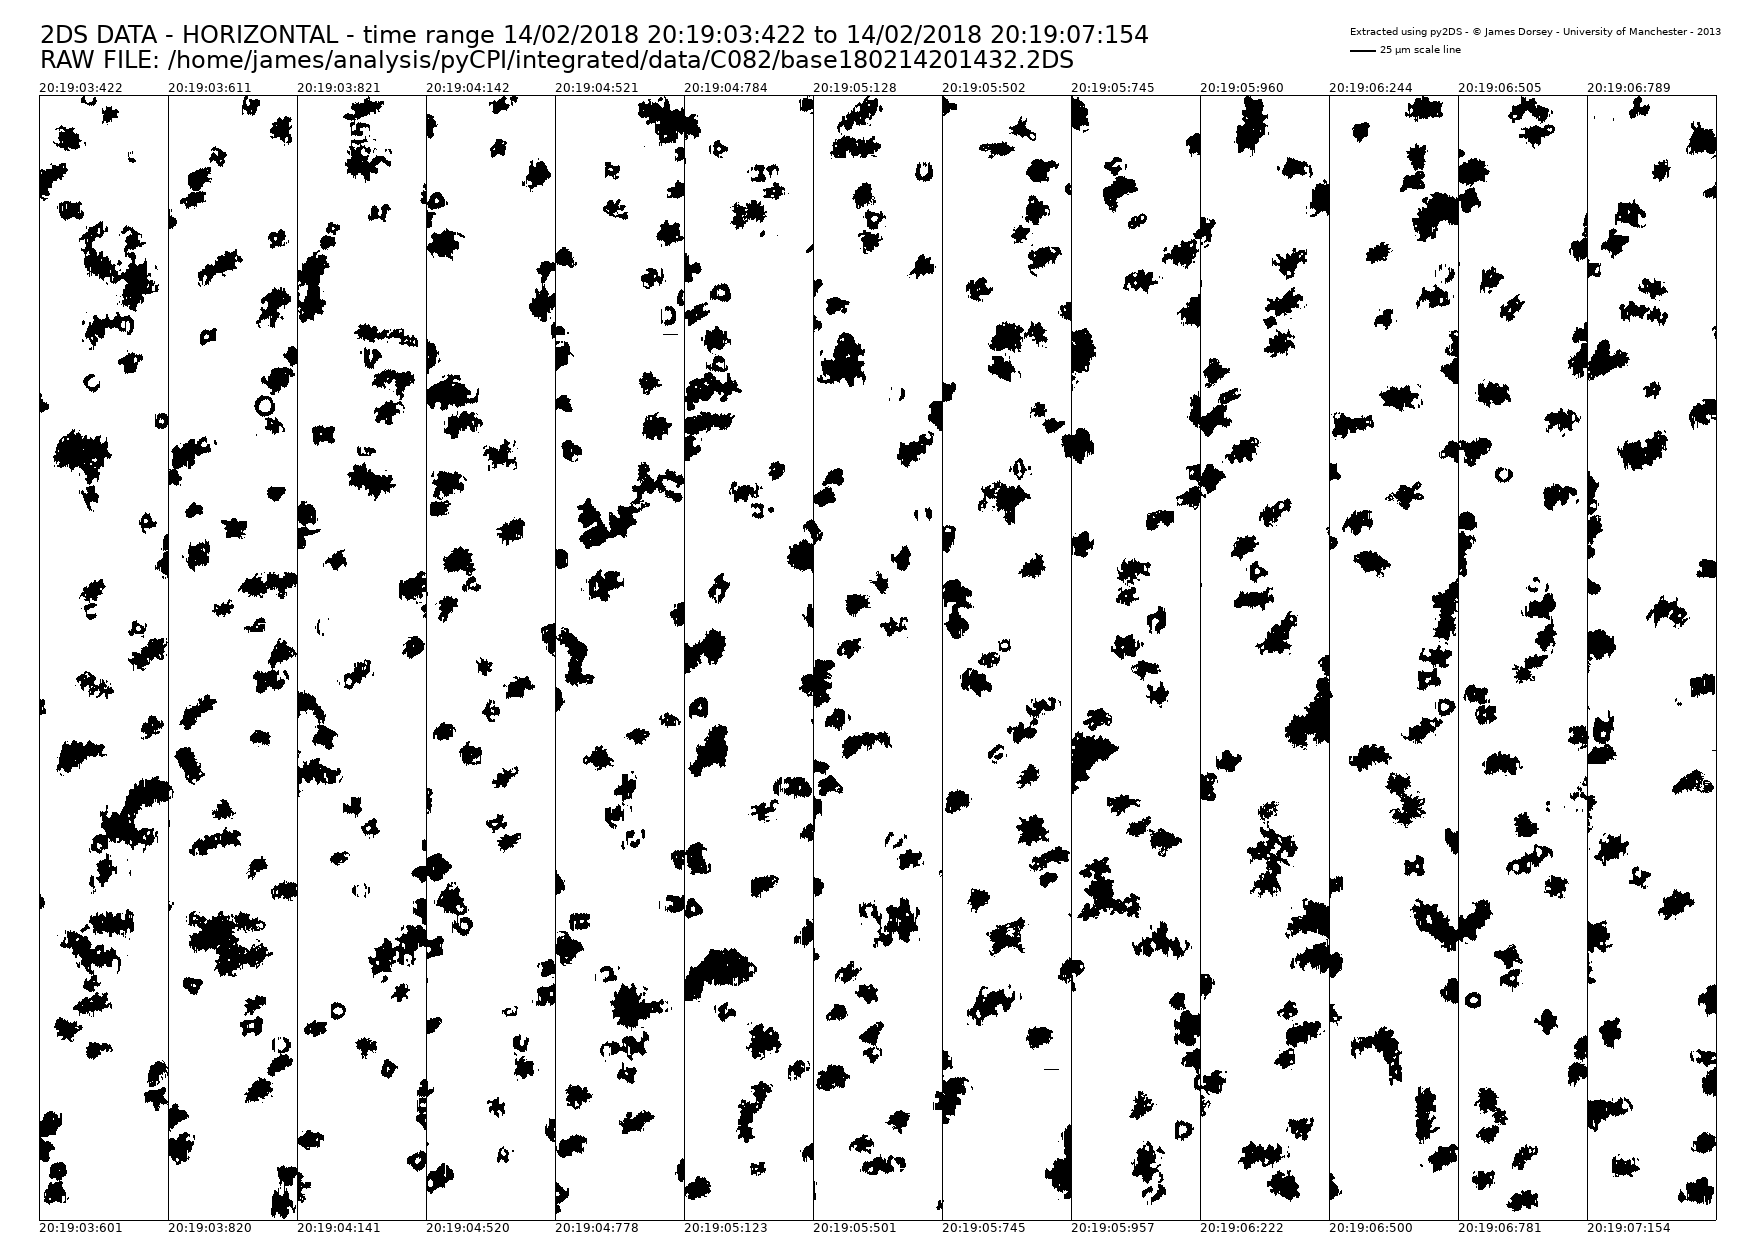 2DS DATA - HORIZONTAL - time range 14/02/2018 20:19:03:422 to 14/02/2018 20:19:07:154
RAW FILE: /home/james/analysis/pyCPI/integrated/data/C082/base180214201432.2DS
Extracted using py2DS - © James Dorsey - University of Manchester - 2013
25 µm scale line
20:19:03:422 20:19:03:611 20:19:03:821 20:19:04:142 20:19:04:521 20:19:04:784 20:19:05:128 20:19:05:502 20:19:05:745 20:19:05:960 20:19:06:244 20:19:06:505 20:19:06:789
20:19:03:601 20:19:03:820 20:19:04:141 20:19:04:520 20:19:04:778 20:19:05:123 20:19:05:501 20:19:05:745 20:19:05:957 20:19:06:222 20:19:06:500 20:19:06:781 20:19:07:154